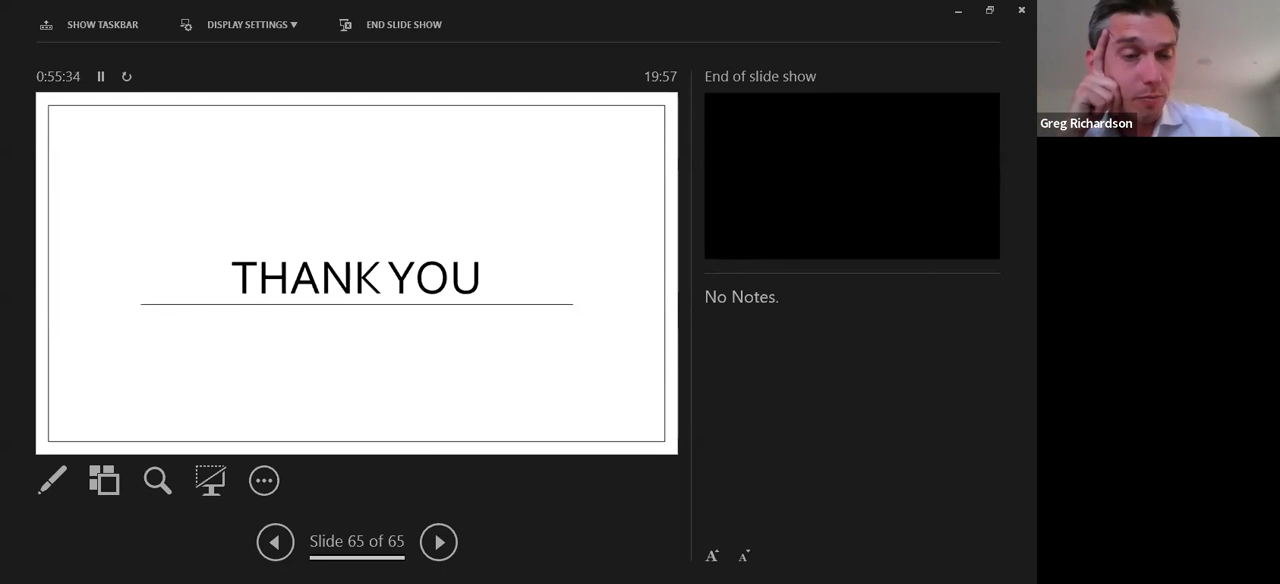 SHOW TASKBAR
DISPLAY SETTINGS ▼
END SLIDE SHOW
0:55:34
19:57
End of slide show
Greg Richardson
THANK YOU
No Notes.
Slide 65 of 65
A A